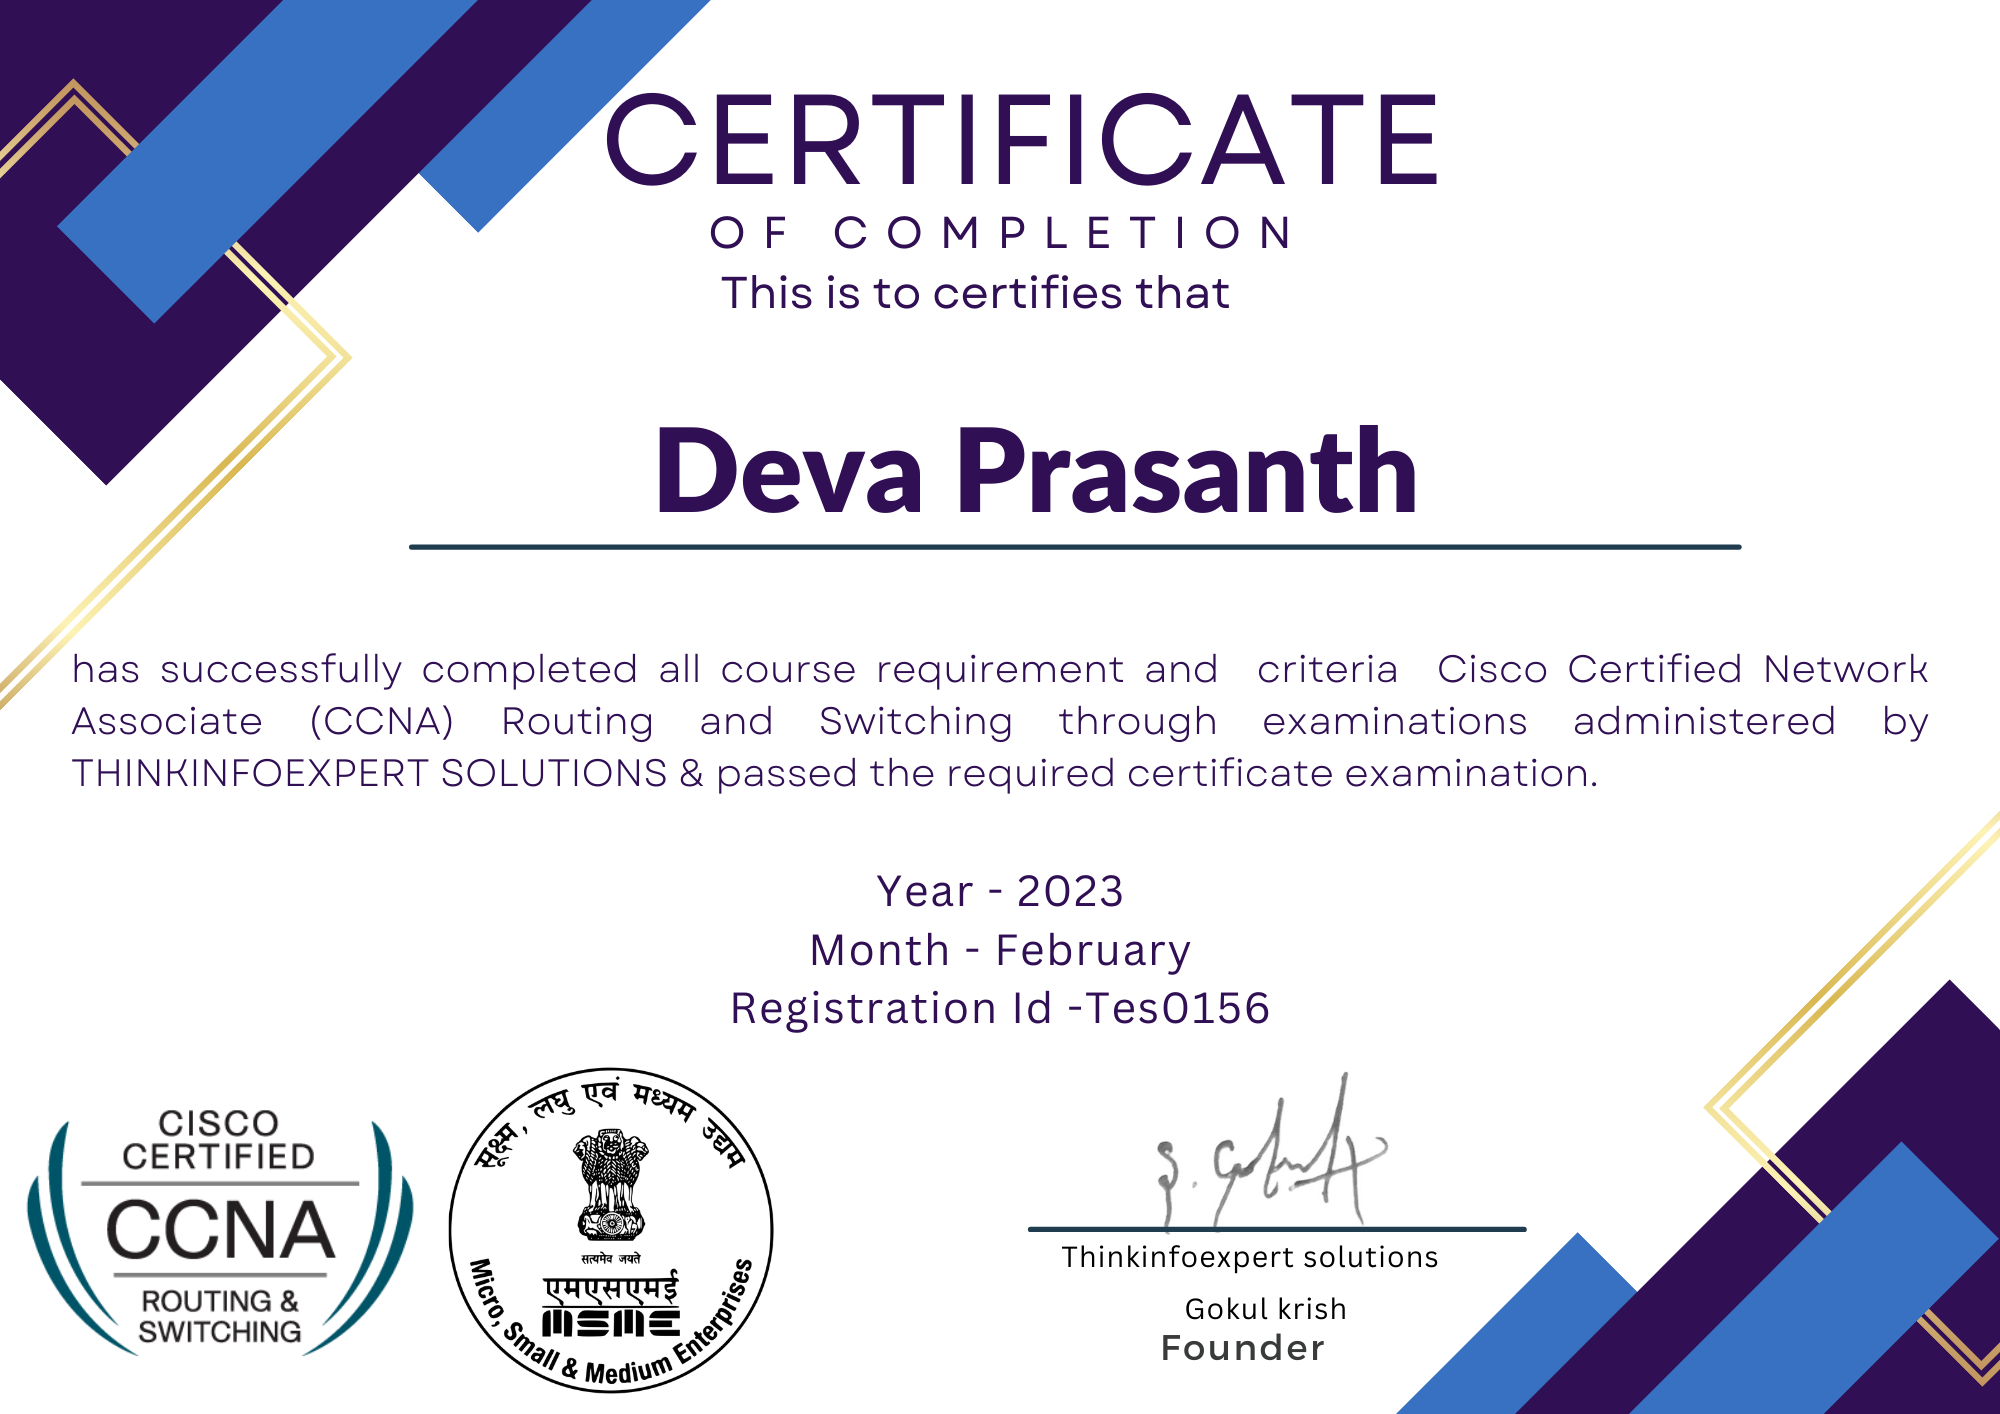 CERTIFICATE
OF COMPLETION
This is to certifies that
Deva Prasanth
has successfully completed all course requirement and criteria Cisco Certified Network
Associate (CCNA) Routing and Switching through examinations administered by
THINKINFOEXPERT SOLUTIONS & passed the required certificate examination.
Year - 2023
Month - February
Registration Id -Tes0156
CISCO
CERTIFIED
CCNA
ROUTING &
SWITCHING
सूक्ष्म, लघु एवं मध्यम उद्यम
सत्यमेव जयते
एमएसएमई
MSME
Micro, Small & Medium Enterprises
Thinkinfoexpert solutions
Gokul krish
Founder